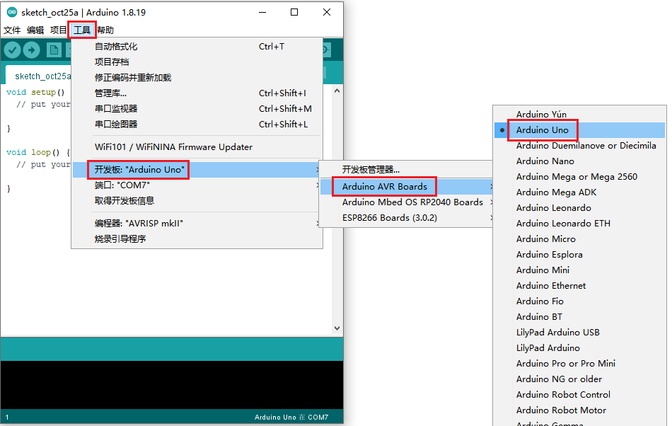 sketch_oct25a | Arduino 1.8.19
文件 编辑 项目 工具 帮助
sketch_oct25a
void setup()
// put your
}
void loop() {
// put your
}
自动格式化 Ctrl+T
项目存档
修正编码并重新加载
管理库... Ctrl+Shift+I
串口监视器 Ctrl+Shift+M
串口绘图器 Ctrl+Shift+L
WiFi101 / WiFiNINA Firmware Updater
开发板: "Arduino Uno"
端口: "COM7"
取得开发板信息
编程器: "AVRISP mkII"
烧录引导程序
开发板管理器...
Arduino AVR Boards
Arduino Mbed OS RP2040 Boards
ESP8266 Boards (3.0.2)
Arduino Yún
Arduino Uno
Arduino Duemilanove or Diecimila
Arduino Nano
Arduino Mega or Mega 2560
Arduino Mega ADK
Arduino Leonardo
Arduino Leonardo ETH
Arduino Micro
Arduino Esplora
Arduino Mini
Arduino Ethernet
Arduino Fio
Arduino BT
LilyPad Arduino USB
LilyPad Arduino
Arduino Pro or Pro Mini
Arduino NG or older
Arduino Robot Control
Arduino Robot Motor
Arduino Gemma
1 Arduino Uno 在 COM7